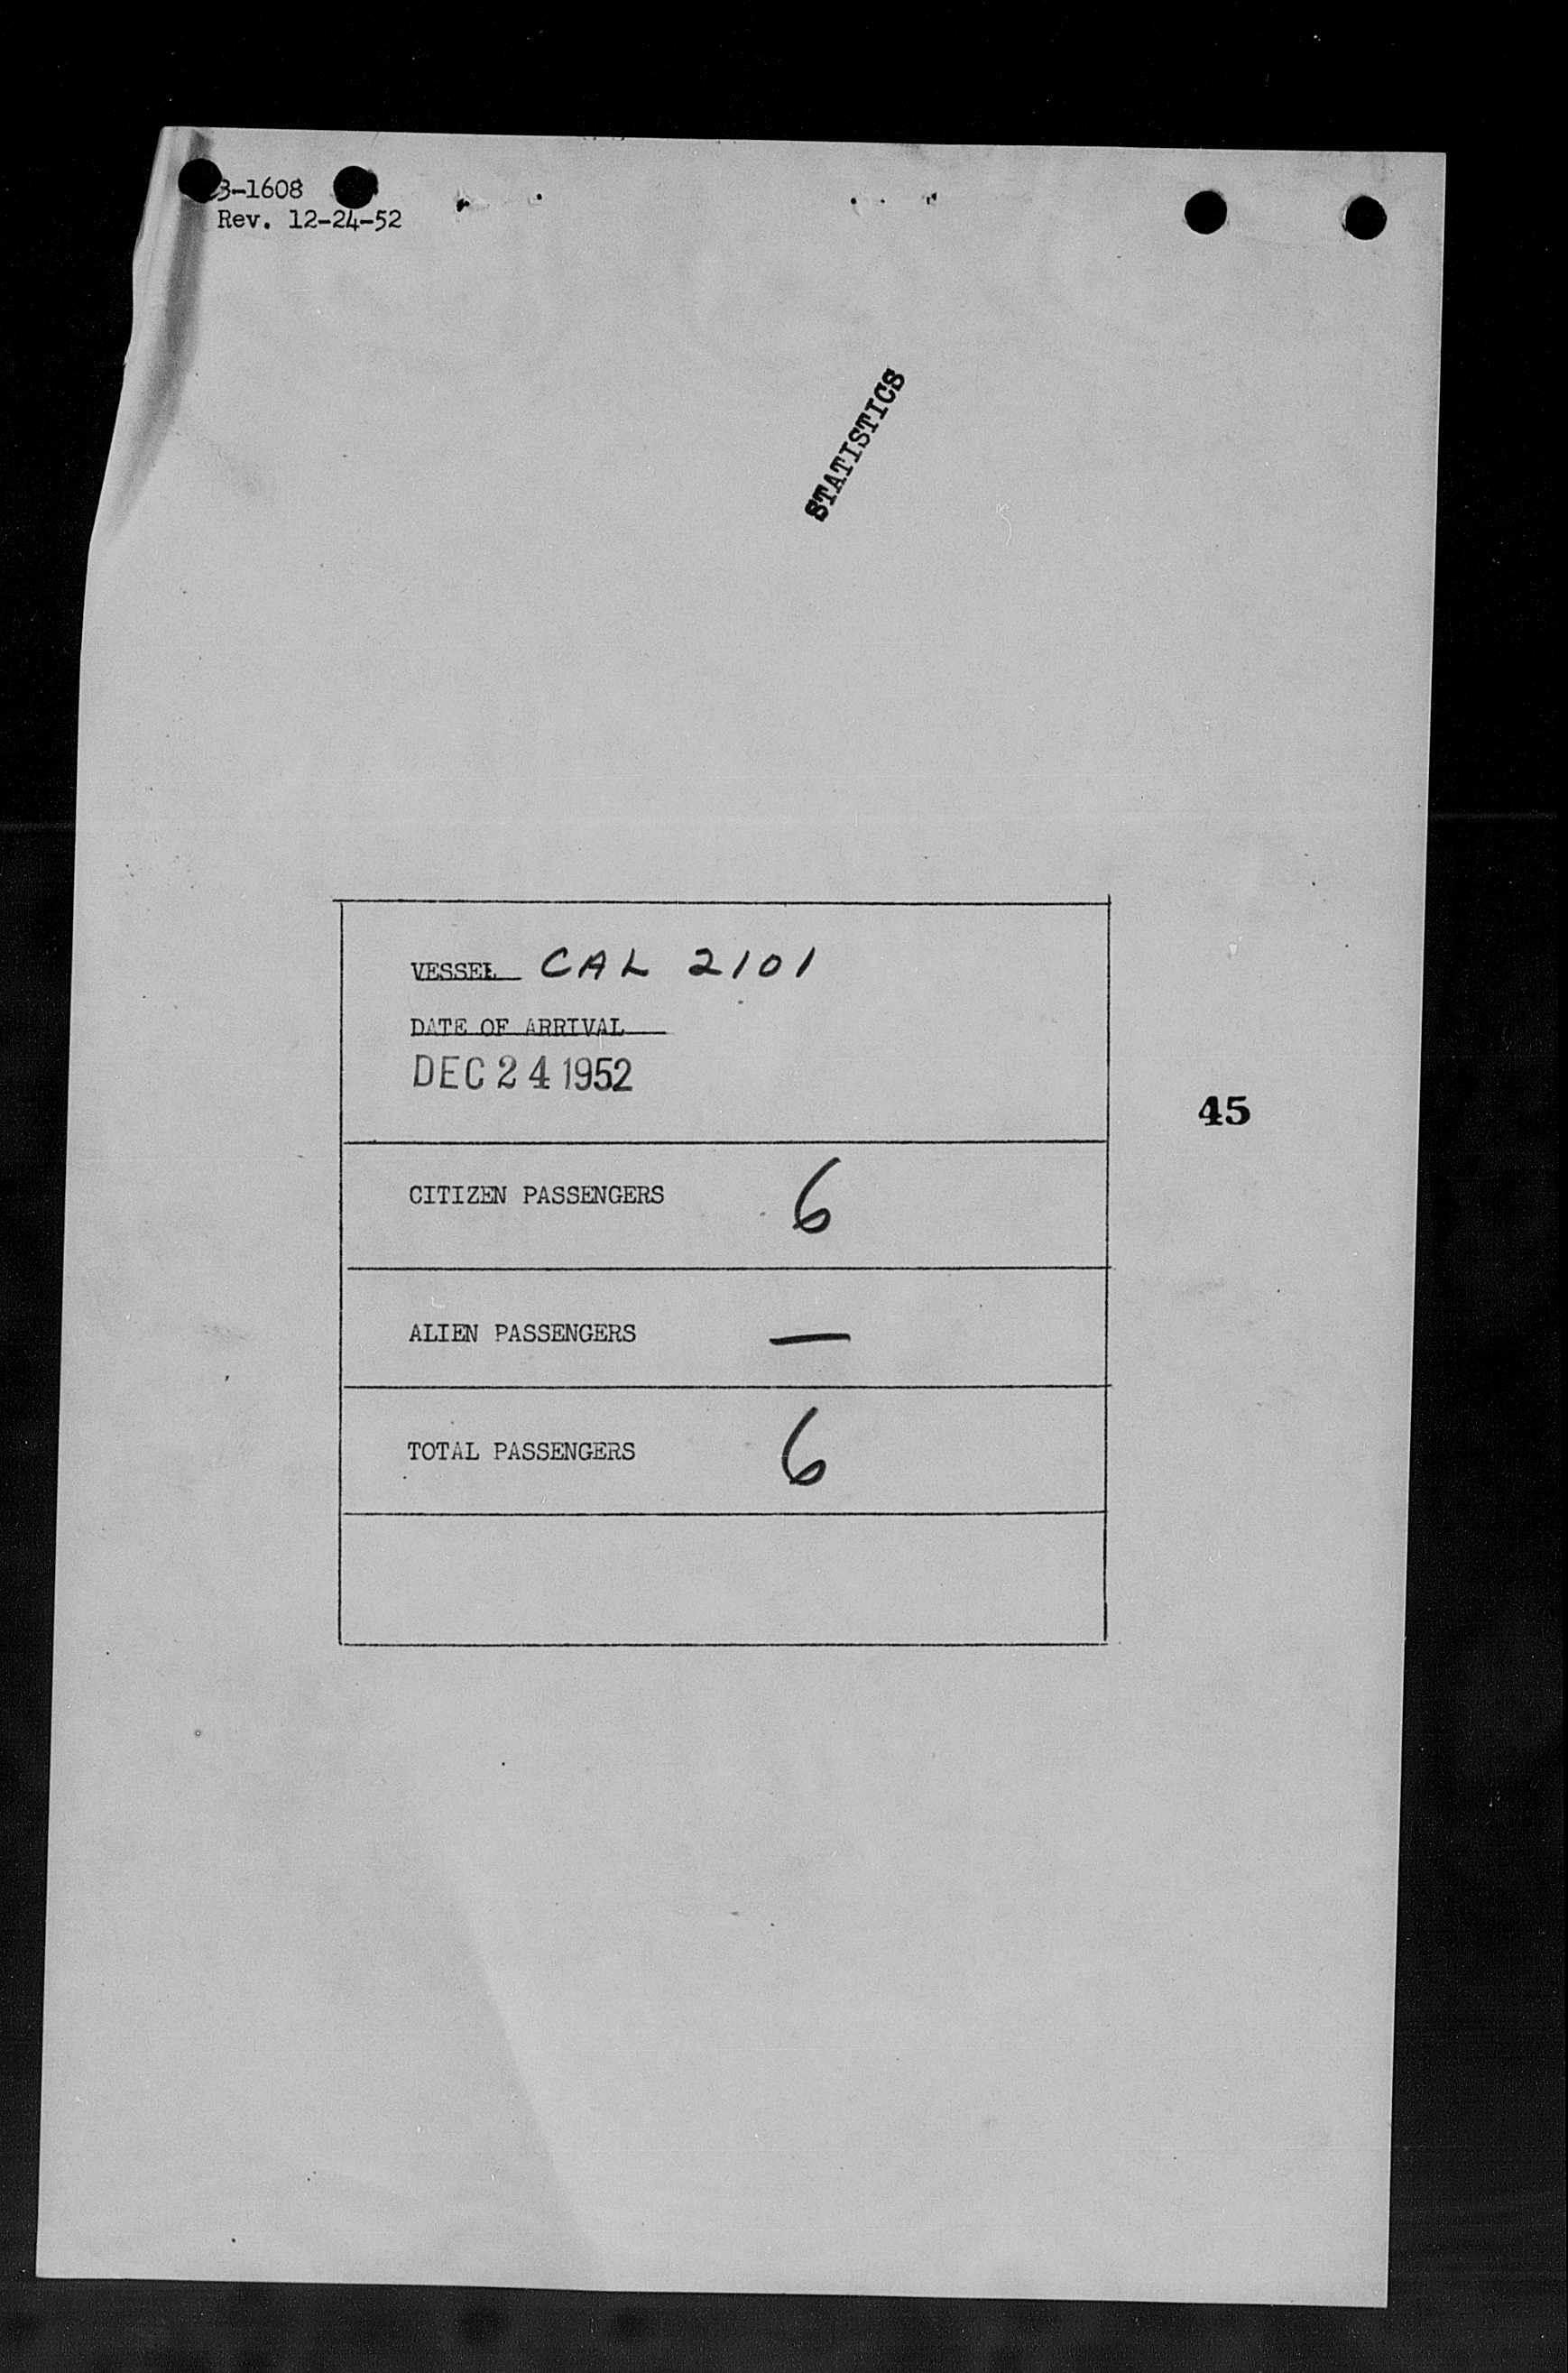 3-1608
Rev. 12-24-52
STATISTICS
VESSEL CAL 2101
DATE OF ARRIVAL
DEC 24 1952
45
CITIZEN PASSENGERS 6
ALIEN PASSENGERS —
TOTAL PASSENGERS 6